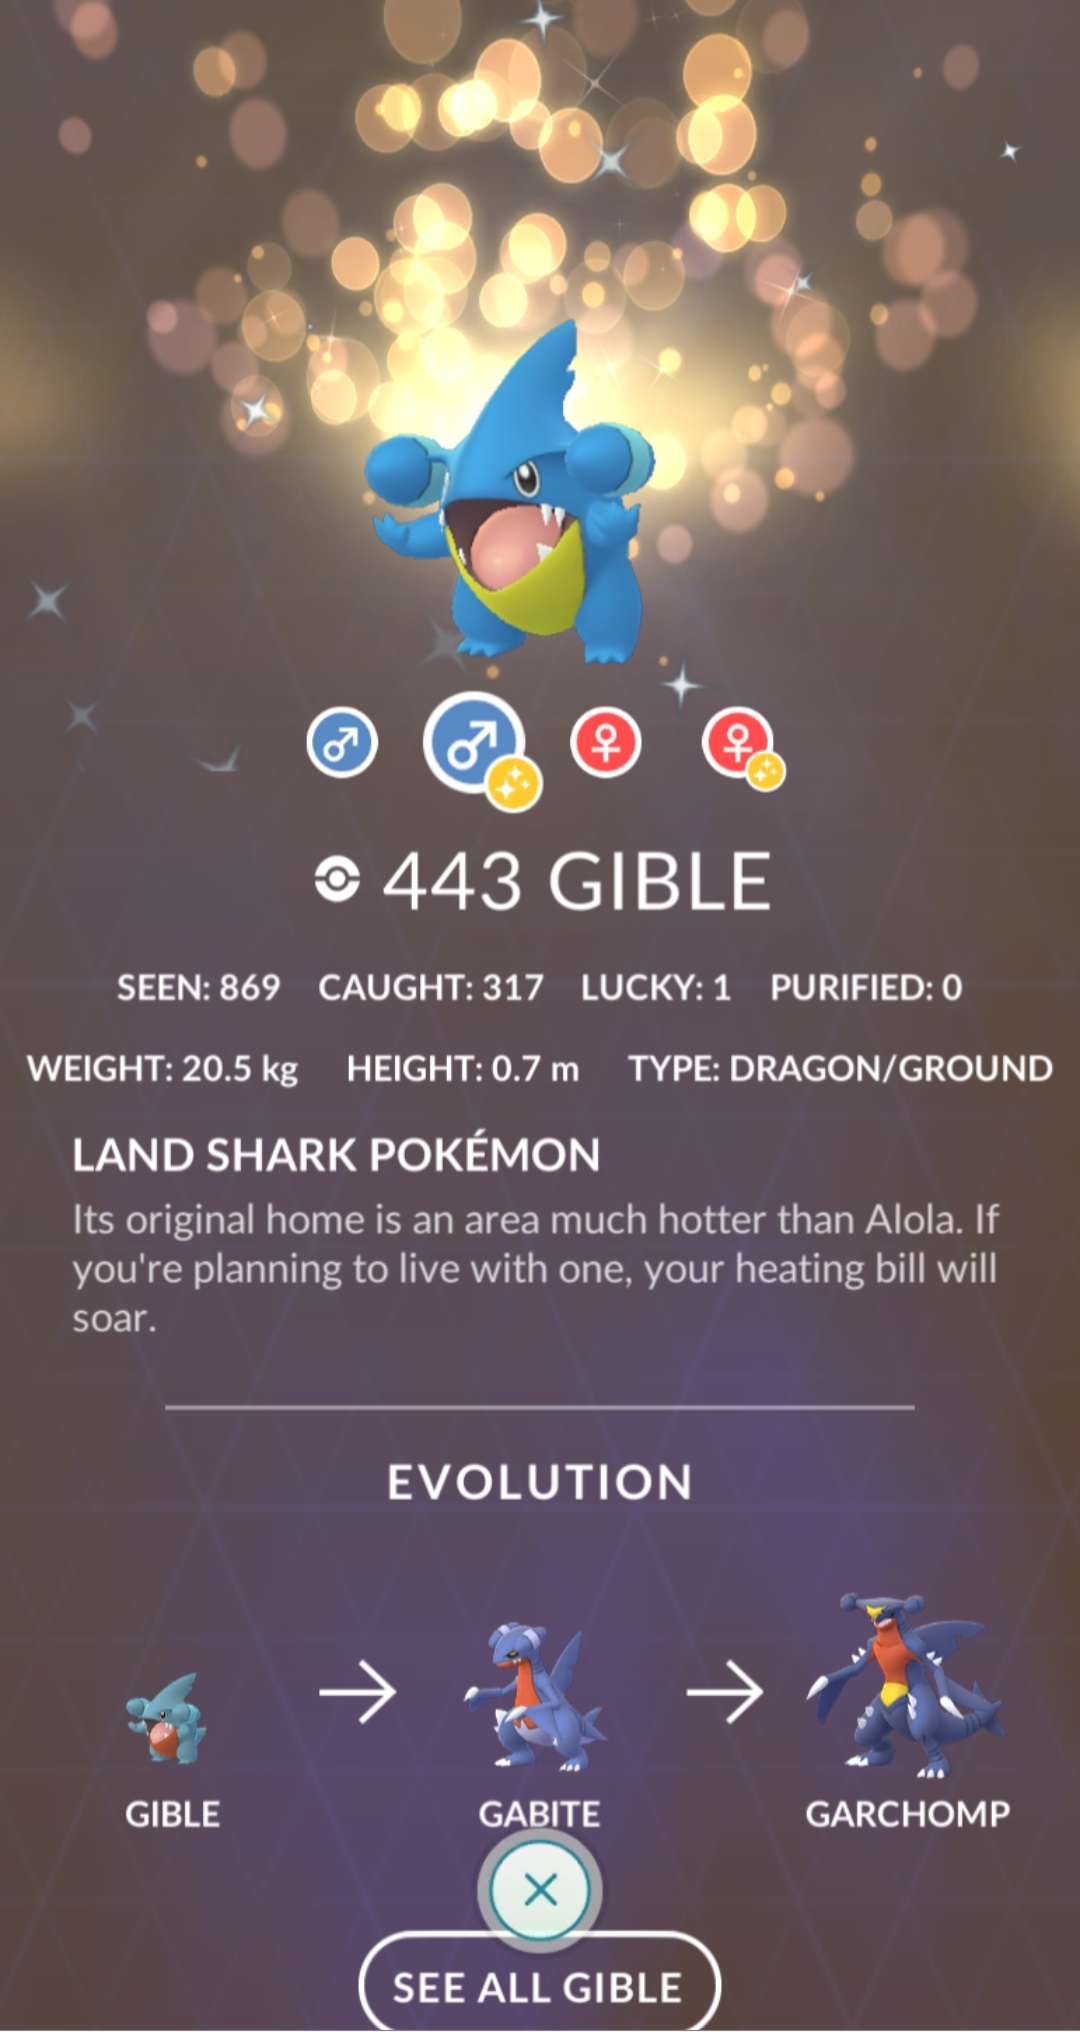 443 GIBLE
SEEN: 869 CAUGHT: 317 LUCKY: 1 PURIFIED: 0
WEIGHT: 20.5 kg HEIGHT: 0.7 m TYPE: DRAGON/GROUND
LAND SHARK POKÉMON
Its original home is an area much hotter than Alola. If
you're planning to live with one, your heating bill will
soar.
EVOLUTION
GIBLE GABITE GARCHOMP
SEE ALL GIBLE